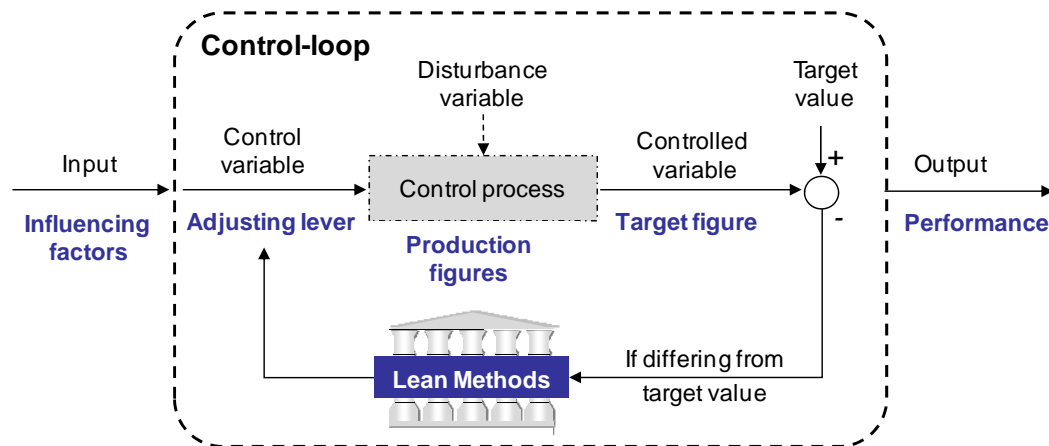 Control-loop
Disturbance
variable
Target
value
Input
Control
variable
Control process
Controlled
variable
+
-
Output
Influencing
factors
Adjusting lever
Production
figures
Target figure
Performance
Lean Methods
If differing from
target value